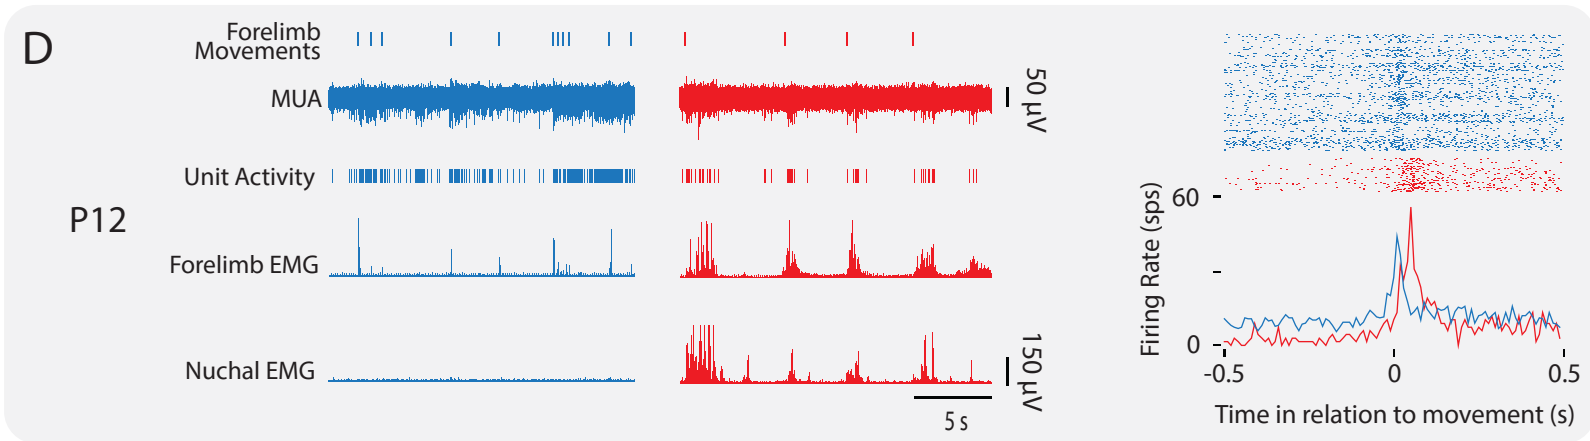 D
Forelimb
Movements
MUA
50 µV
Unit Activity
P12
Forelimb EMG
Nuchal EMG
150 µV
5 s
Firing Rate (sps)
60
0
-0.5
0
0.5
Time in relation to movement (s)